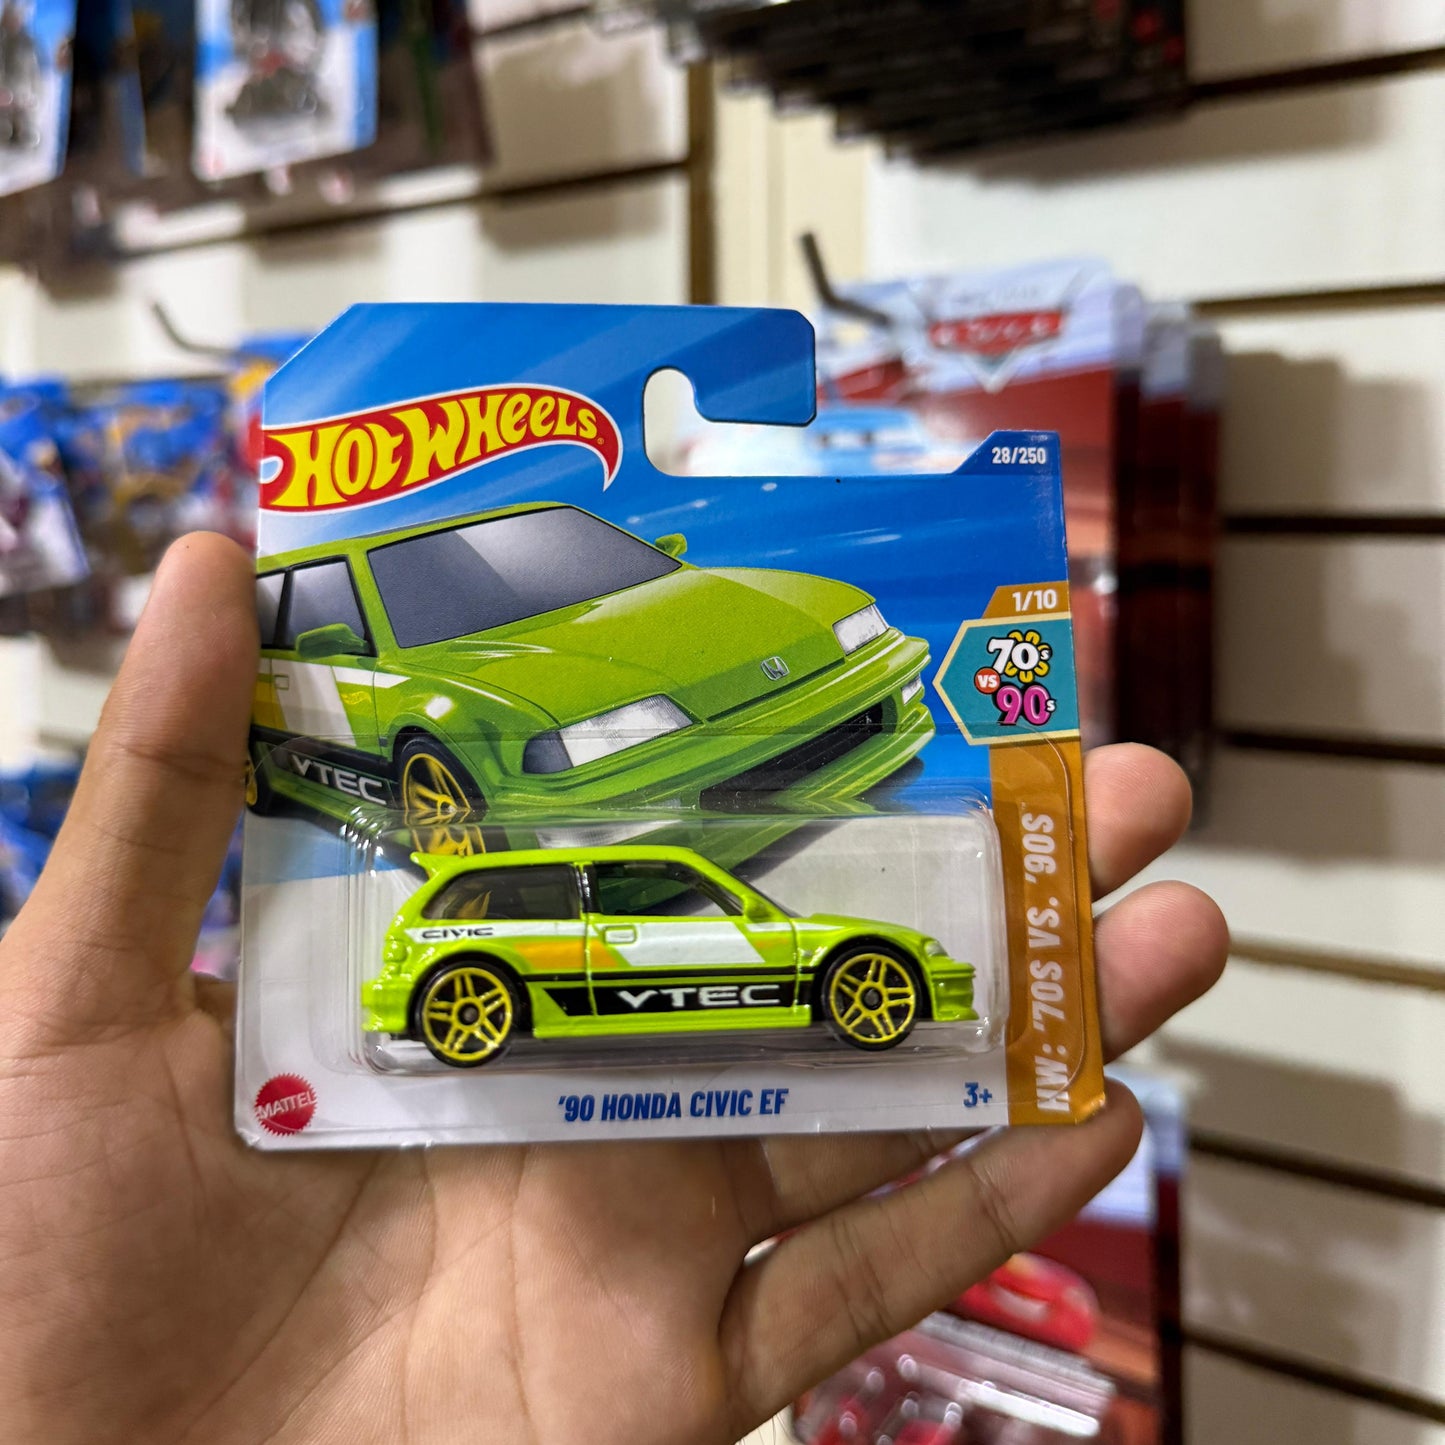 HOT WHEELS®
28/250
1/10
70s
VS
90s
VTEC
HW: '70S VS. '90S™
CIVIC
VTEC
MATTEL
'90 HONDA CIVIC EF
3+